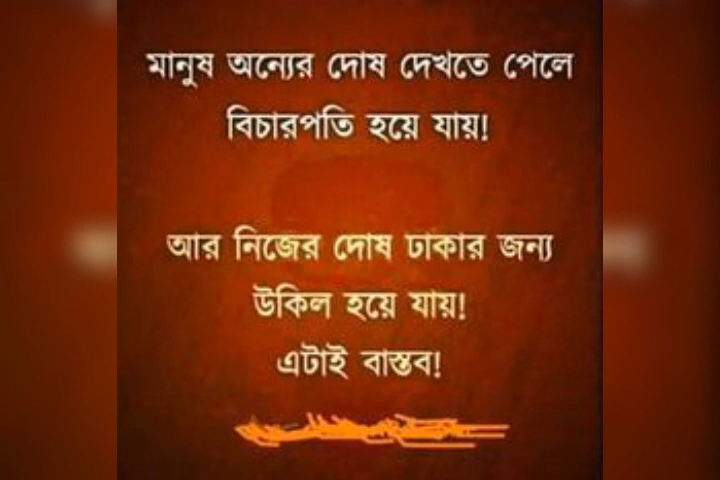 মানুষ অন্যের দোষ দেখতে পেলে
বিচারপতি হয়ে যায়!
আর নিজের দোষ ঢাকার জন্য
উকিল হয়ে যায়!
এটাই বাস্তব!